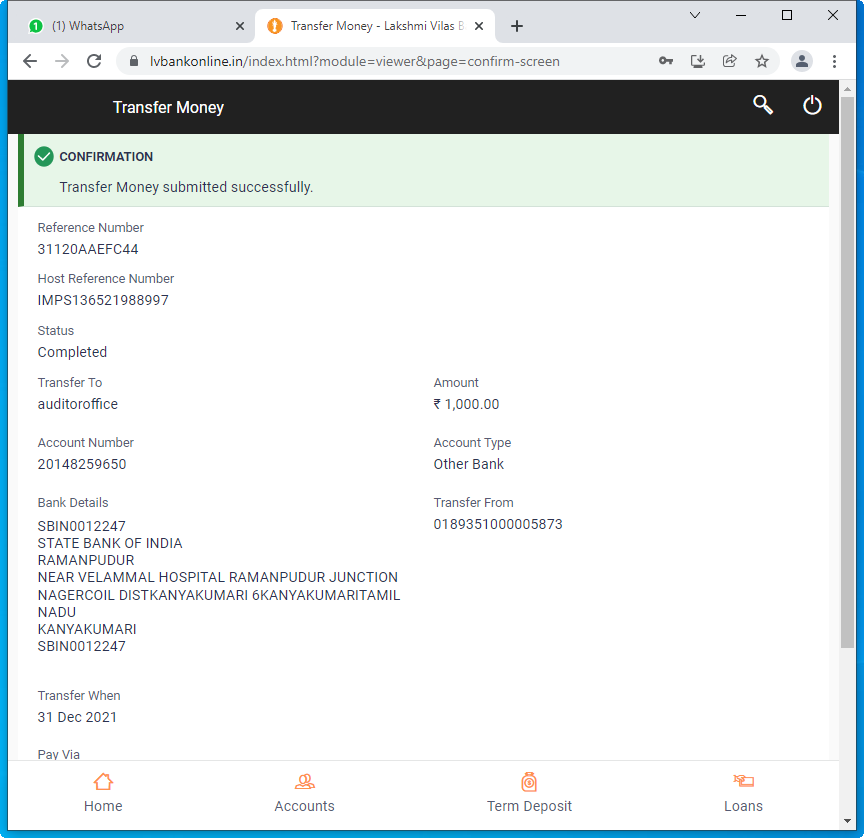 1
(1) WhatsApp
Transfer Money - Lakshmi Vilas B
lvbankonline.in/index.html?module=viewer&page=confirm-screen
Transfer Money
CONFIRMATION
Transfer Money submitted successfully.
Reference Number
31120AAEFC44
Host Reference Number
IMPS136521988997
Status
Completed
Transfer To
auditoroffice
Amount
₹ 1,000.00
Account Number
20148259650
Account Type
Other Bank
Bank Details
SBIN0012247
STATE BANK OF INDIA
RAMANPUDUR
NEAR VELAMMAL HOSPITAL RAMANPUDUR JUNCTION
NAGERCOIL DISTKANYAKUMARI 6KANYAKUMARITAMIL
NADU
KANYAKUMARI
SBIN0012247
Transfer From
0189351000005873
Transfer When
31 Dec 2021
Pay Via
Home
Accounts
Term Deposit
Loans